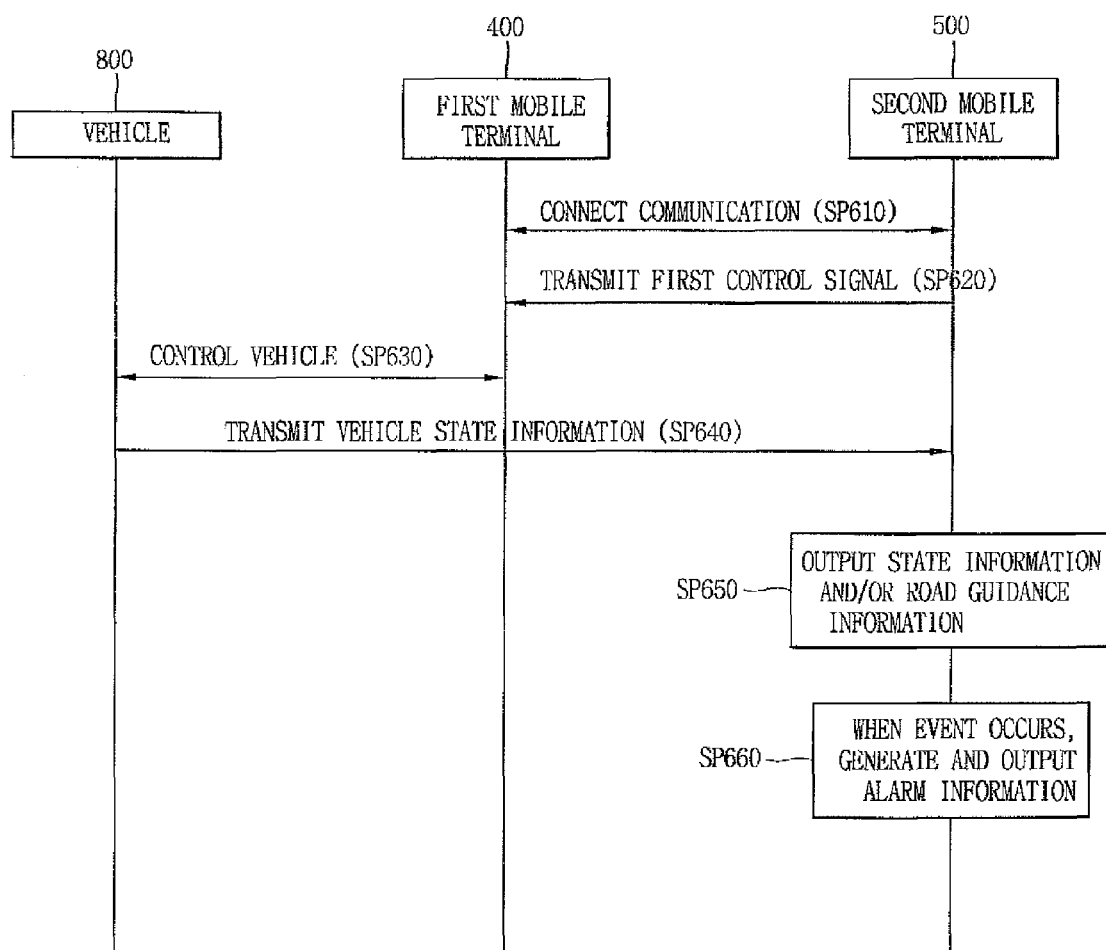 400
500
800
FIRST MOBILE
TERMINAL
SECOND MOBILE
TERMINAL
VEHICLE
CONNECT COMMUNICATION (SP610)
TRANSMIT FIRST CONTROL SIGNAL (SP620)
CONTROL VEHICLE (SP630)
TRANSMIT VEHICLE STATE INFORMATION (SP640)
OUTPUT STATE INFORMATION
AND/OR ROAD GUIDANCE
INFORMATION
SP650
WHEN EVENT OCCURS,
GENERATE AND OUTPUT
ALARM INFORMATION
SP660